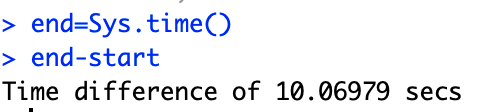 > end=Sys.time()
> end-start
Time difference of 10.06979 secs